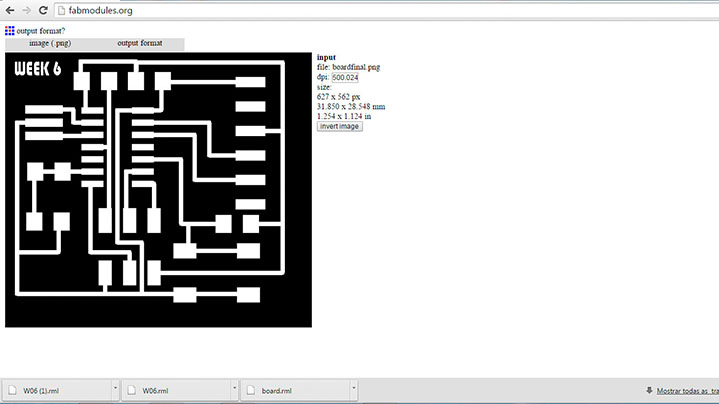 fabmodules.org
output format?
image (.png) output format
WEEK 6
input
file: boardfinal.png
dpi: 500.024
size:
627 x 562 px
31.850 x 28.548 mm
1.254 x 1.124 in
invert image
W06 (1).rml
W06.rml
board.rml
Mostrar todas as tra